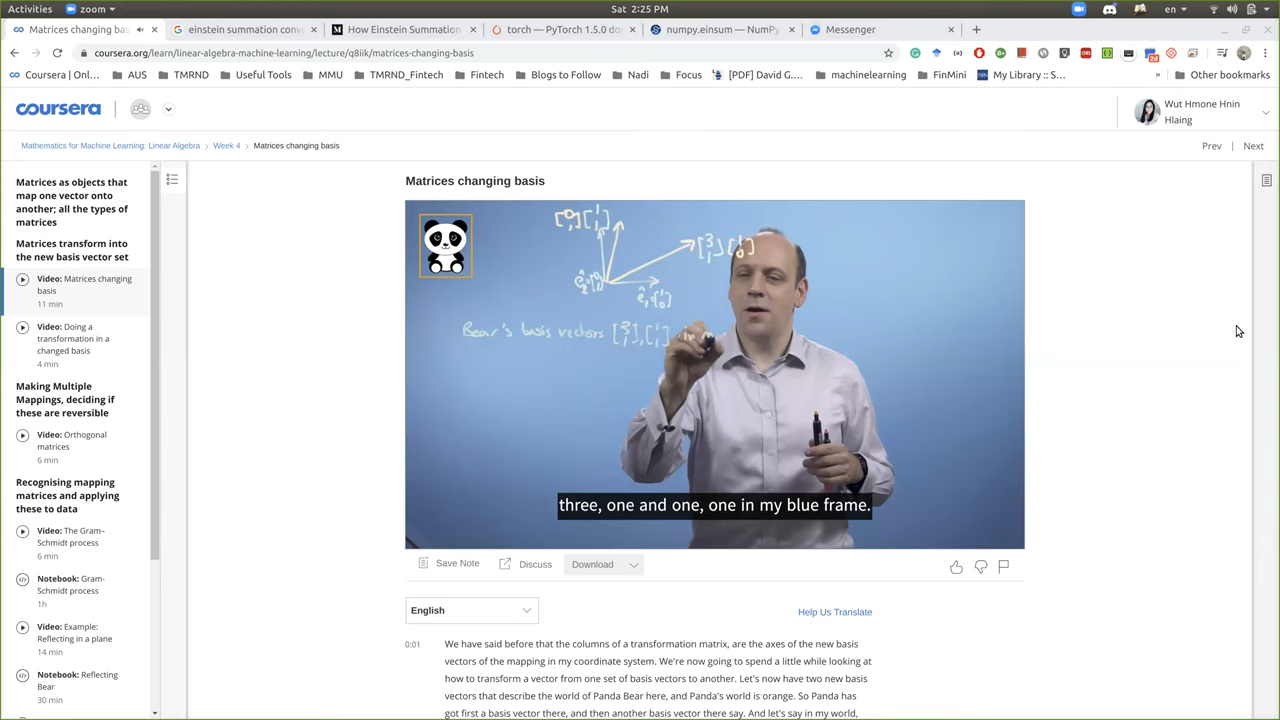 Activities
zoom
Sat 2:25 PM
en
Matrices changing bas
einstein summation conv
How Einstein Summation
torch — PyTorch 1.5.0 do
numpy.einsum — NumPy
Messenger
coursera.org/learn/linear-algebra-machine-learning/lecture/q8iik/matrices-changing-basis
Coursera | Onl...
AUS
TMRND
Useful Tools
MMU
TMRND_Fintech
Fintech
Blogs to Follow
Nadi
Focus
[PDF] David G....
machinelearning
FinMini
My Library :: S...
»
Other bookmarks
coursera
Wut Hmone Hnin
Hlaing
Mathematics for Machine Learning: Linear Algebra > Week 4 > Matrices changing basis
Prev | Next
Matrices as objects that
map one vector onto
another; all the types of
matrices
Matrices transform into
the new basis vector set
Video: Matrices changing
basis
11 min
Video: Doing a
transformation in a
changed basis
4 min
Making Multiple
Mappings, deciding if
these are reversible
Video: Orthogonal
matrices
6 min
Recognising mapping
matrices and applying
these to data
Video: The Gram–
Schmidt process
6 min
Notebook: Gram-
Schmidt process
1h
Video: Example:
Reflecting in a plane
14 min
Notebook: Reflecting
Bear
30 min
Matrices changing basis
Bear's basis vectors [3 1], [1 1] in m
three, one and one, one in my blue frame.
Save Note
Discuss
Download
English
Help Us Translate
0:01
We have said before that the columns of a transformation matrix, are the axes of the new basis
vectors of the mapping in my coordinate system. We're now going to spend a little while looking at
how to transform a vector from one set of basis vectors to another. Let's now have two new basis
vectors that describe the world of Panda Bear here, and Panda's world is orange. So Panda has
got first a basis vector there, and then another basis vector there say. And let's say in my world,